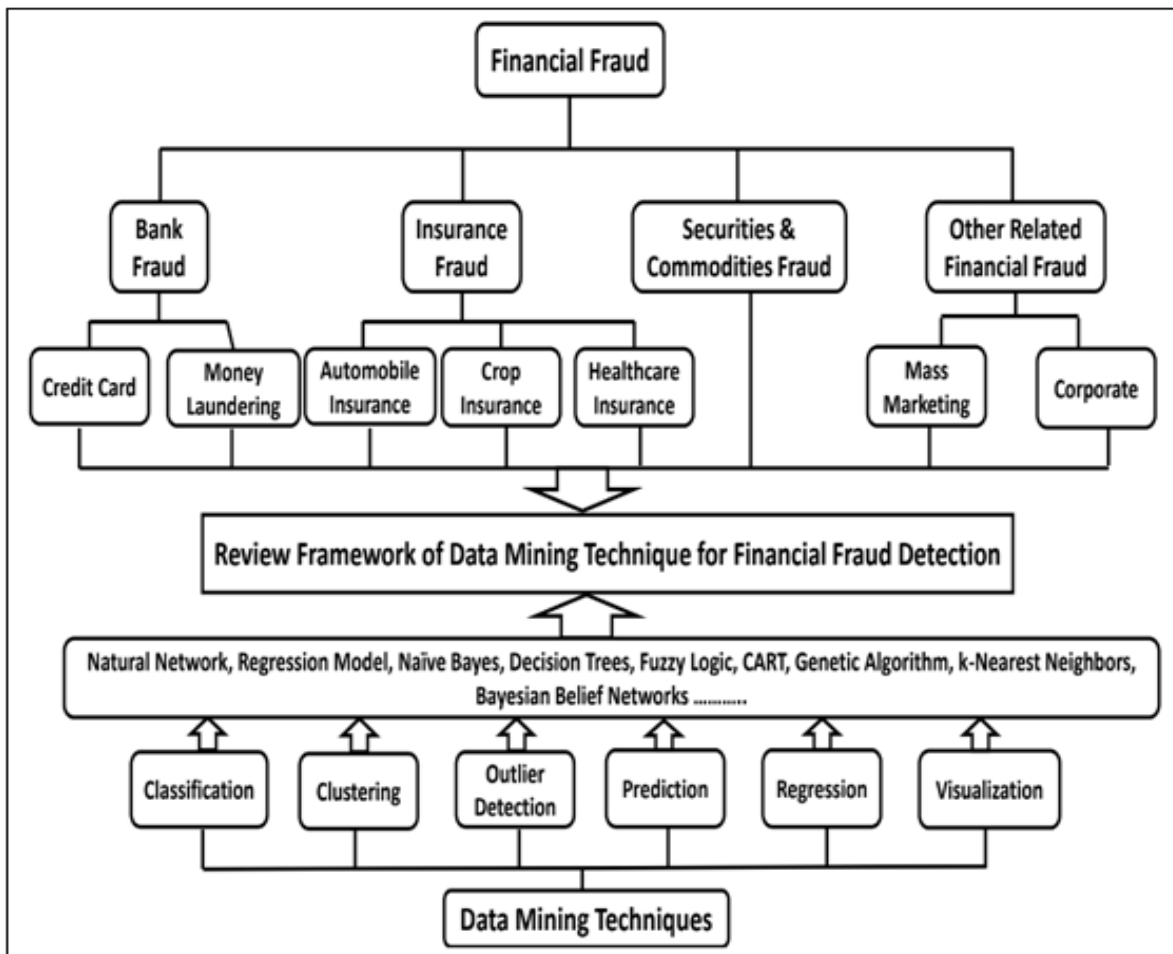 Financial Fraud
Bank
Fraud
Insurance
Fraud
Securities &
Commodities Fraud
Other Related
Financial Fraud
Credit Card
Money
Laundering
Automobile
Insurance
Crop
Insurance
Healthcare
Insurance
Mass
Marketing
Corporate
Review Framework of Data Mining Technique for Financial Fraud Detection
Natural Network, Regression Model, Naïve Bayes, Decision Trees, Fuzzy Logic, CART, Genetic Algorithm, k-Nearest Neighbors,
Bayesian Belief Networks ...........
Classification
Clustering
Outlier
Detection
Prediction
Regression
Visualization
Data Mining Techniques